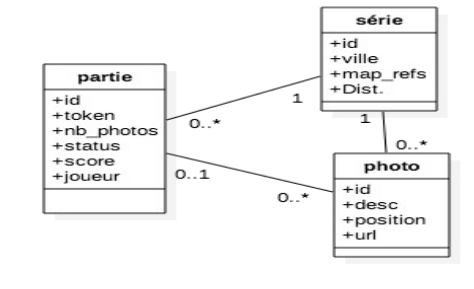 série
+id
+ville
+map_refs
+Dist.
partie
+id
+token
+nb_photos
+status
+score
+joueur
1
0..*
1
0..*
0..1
0..*
photo
+id
+desc
+position
+url